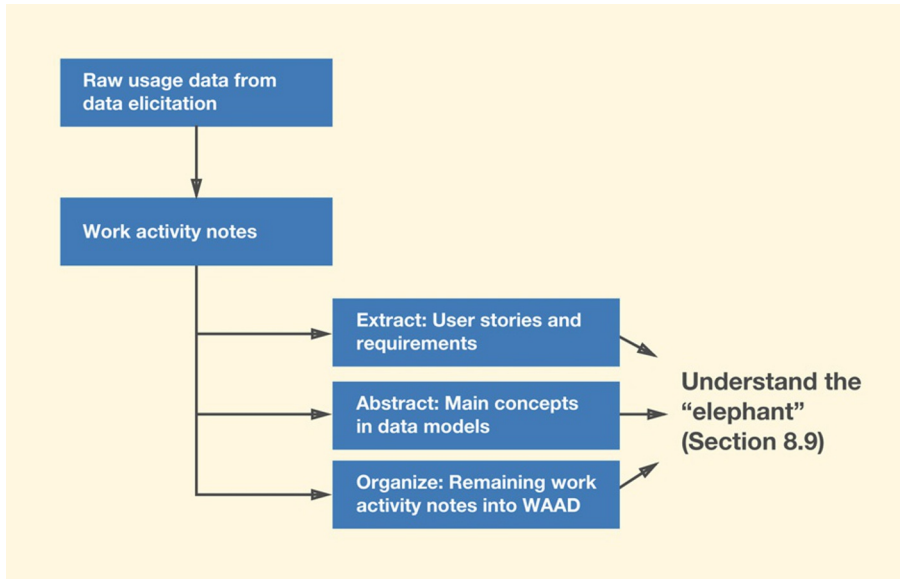 Raw usage data from
data elicitation
Work activity notes
Extract: User stories and
requirements
Abstract: Main concepts
in data models
Organize: Remaining work
activity notes into WAAD
Understand the
“elephant”
(Section 8.9)